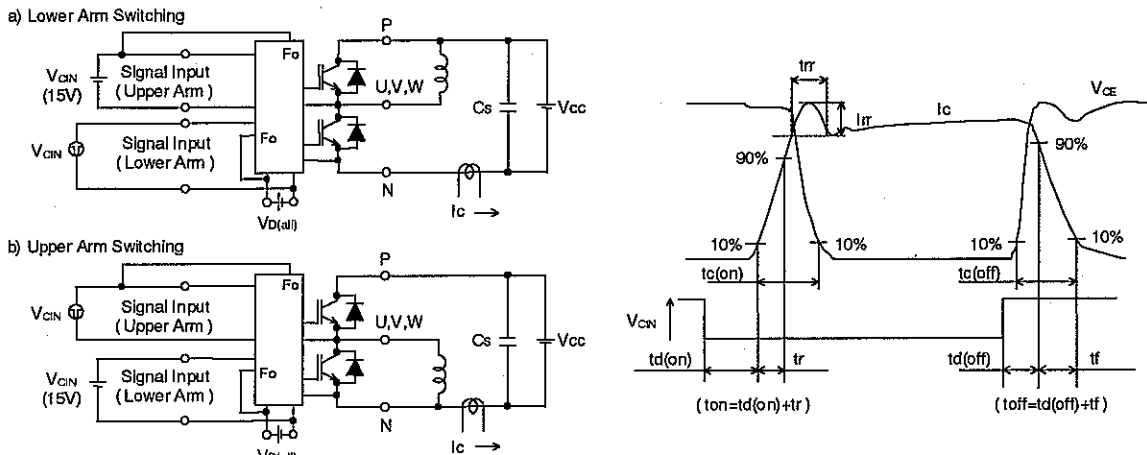 a) Lower Arm Switching
P
Fo
VCIN
(15V)
Signal Input
( Upper Arm )
U,V,W
Cs
Vcc
VCIN
Signal Input
( Lower Arm )
Fo
N
Ic
VD(all)
b) Upper Arm Switching
P
Fo
VCIN
Signal Input
( Upper Arm )
U,V,W
Cs
Vcc
VCIN
(15V)
Signal Input
( Lower Arm )
Fo
N
Ic
trr
Irr
Ic
VCE
90%
90%
10%
10%
10%
10%
tc(on)
tc(off)
VCIN
td(on)
tr
td(off)
tf
( ton=td(on)+tr)
( toff=td(off)+tf)